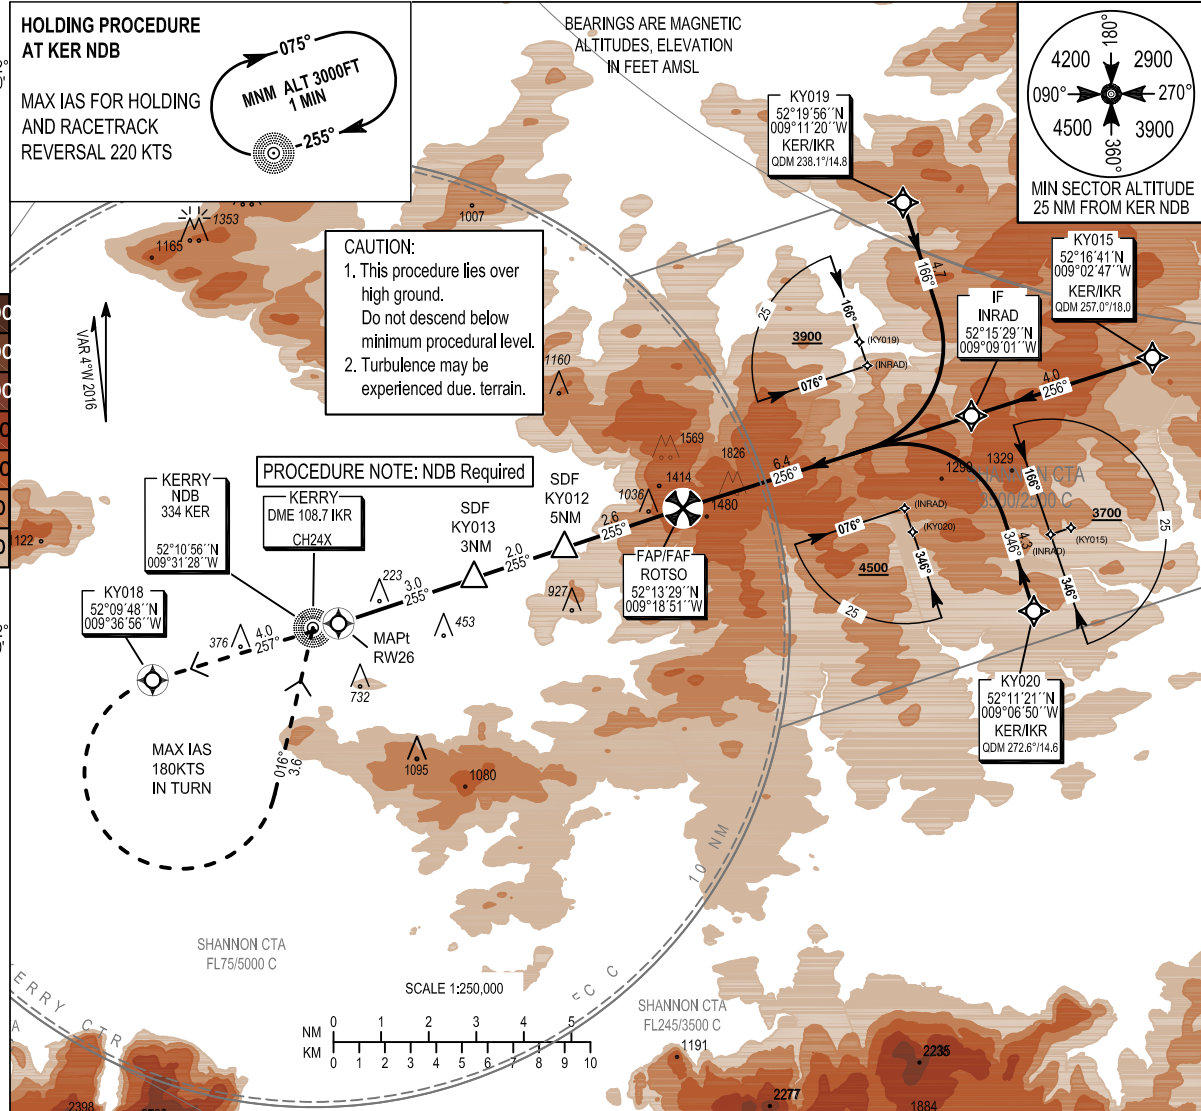 HOLDING PROCEDURE
AT KER NDB
MAX IAS FOR HOLDING
AND RACETRACK
REVERSAL 220 KTS
075°
MNM ALT 3000FT
1 MIN
255°
BEARINGS ARE MAGNETIC
ALTITUDES, ELEVATION
IN FEET AMSL
180°
4200
2900
090°
270°
4500
3900
360°
MIN SECTOR ALTITUDE
25 NM FROM KER NDB
KY019
52°19´56´´N
009°11´20´´W
KER/IKR
QDM 238.1°/14.8
KY015
52°16´41´´N
009°02´47´´W
KER/IKR
QDM 257.0°/18.0
IF
INRAD
52°15´29´´N
009°09´01´´W
1353
1165
1007
CAUTION:
1. This procedure lies over
high ground.
Do not descend below
minimum procedural level.
2. Turbulence may be
experienced due. terrain.
VAR 4°W 2016
1160
4.7
166°
25
166°
3900
(KY019)
(INRAD)
076°
4.0
256°
6.4
256°
1569
1826
1414
1480
1036
1329
CTA
C
166°
3700
25
(KY015)
(INRAD)
346°
4.3
346°
(INRAD)
076°
(KY020)
4500
346°
25
PROCEDURE NOTE: NDB Required
KERRY
NDB
334 KER
52°10´56´´N
009°31´28´´W
KERRY
DME 108.7 IKR
CH24X
SDF
KY013
3NM
SDF
KY012
5NM
2.6
255°
2.0
255°
3.0
255°
FAP/FAF
ROTSO
52°13´29´´N
009°18´51´´W
122
KY018
52°09´48´´N
009°36´56´´W
223
927
453
376
4.0
257°
MAPt
RW26
732
KY020
52°11´21´´N
009°06´50´´W
KER/IKR
QDM 272.6°/14.6
MAX IAS
180KTS
IN TURN
016°
3.6
1095
1080
10 NM
SHANNON CTA
FL75/5000 C
SCALE 1:250,000
NM
0 1 2 3 4 5
KM
0 1 2 3 4 5 6 7 8 9 10
ERRY CTR
C C
SHANNON CTA
FL245/3500 C
1191
2235
2277
1884
2398